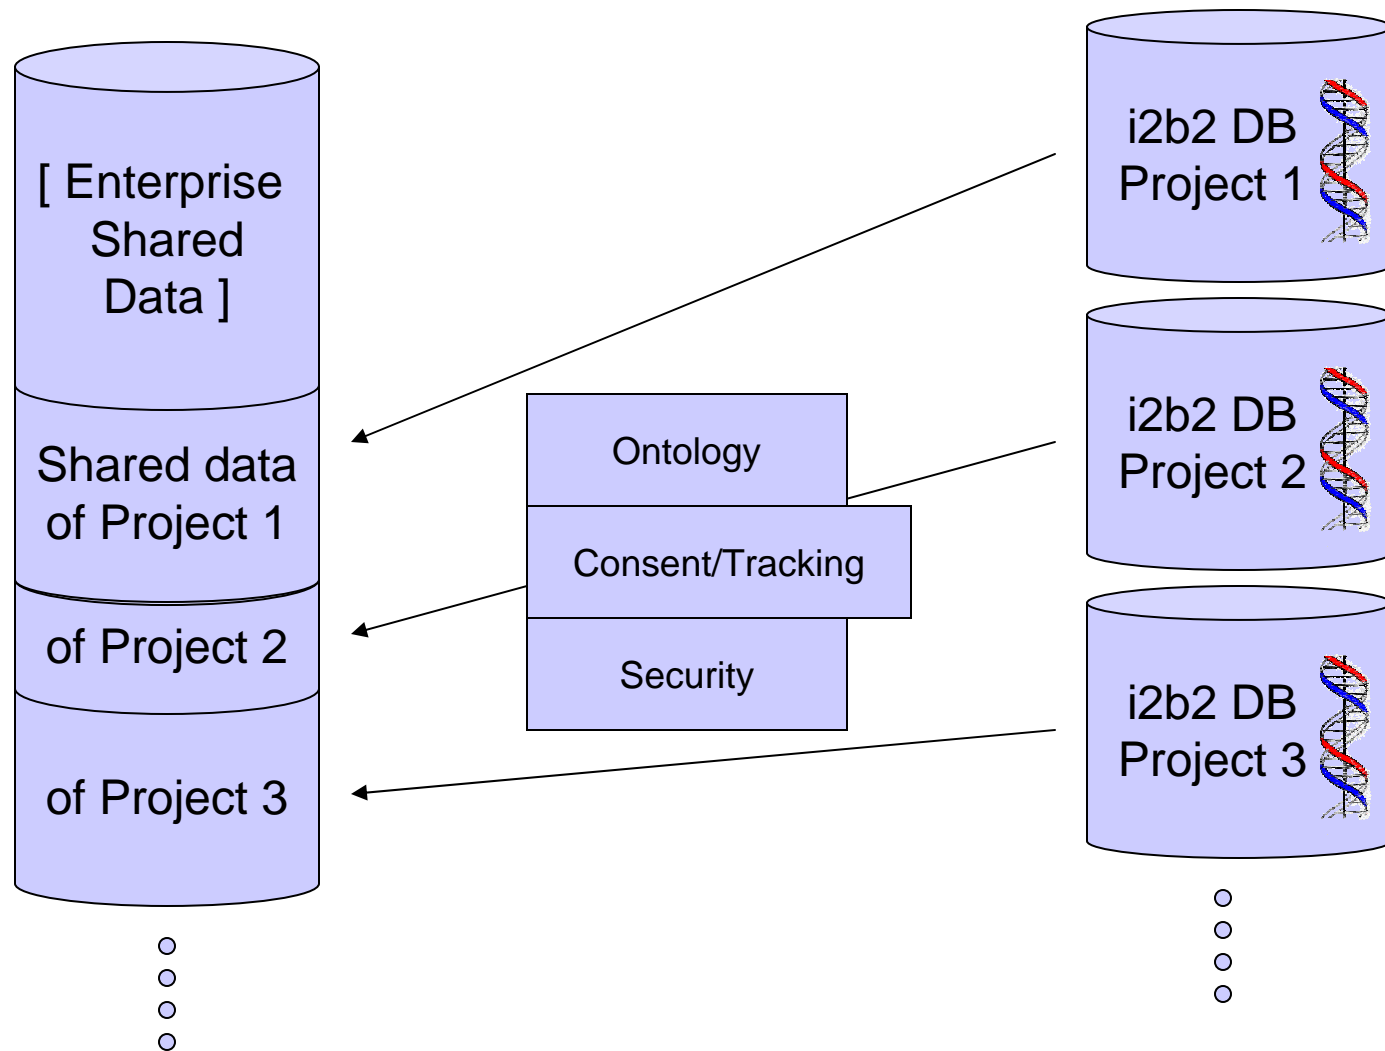 [ Enterprise
Shared
Data ]
Shared data
of Project 1
of Project 2
of Project 3
Ontology
Consent/Tracking
Security
i2b2 DB
Project 1
i2b2 DB
Project 2
i2b2 DB
Project 3